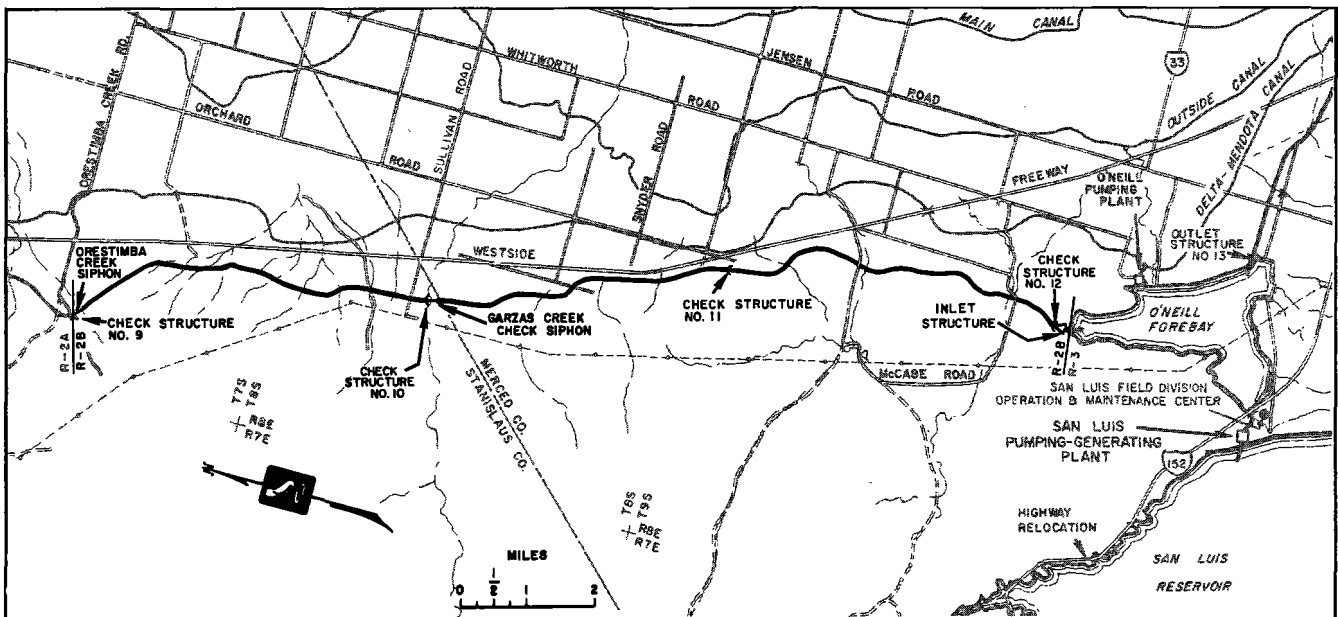 MAIN CANAL
ORESTIMBA CREEK RD.
WHITWORTH
ROAD
JENSEN
ROAD
33
OUTSIDE CANAL
DELTA-MENDOTA CANAL
ORCHARD
ROAD
SULLIVAN
ROAD
SNYDER
ROAD
FREEWAY
O'NEILL
PUMPING
PLANT
WESTSIDE
OUTLET
STRUCTURE
NO 13
ORESTIMBA
CREEK
SIPHON
CHECK STRUCTURE
NO. 9
R-2A
R-2B
CHECK
STRUCTURE
NO. 10
GARZAS CREEK
CHECK SIPHON
CHECK STRUCTURE
NO. 11
CHECK
STRUCTURE
NO. 12
INLET
STRUCTURE
O'NEILL
FOREBAY
R-2B
R-3
MERCED CO.
STANISLAUS CO.
McCABE ROAD
SAN LUIS FIELD DIVISION
OPERATION & MAINTENANCE CENTER
SAN LUIS
PUMPING-GENERATING
PLANT
152
T7S
T8S
R8E
R7E
N
T8S
T9S
R8E
R7E
HIGHWAY
RELOCATION
SAN LUIS
RESERVOIR
MILES
0 1/2 1 2